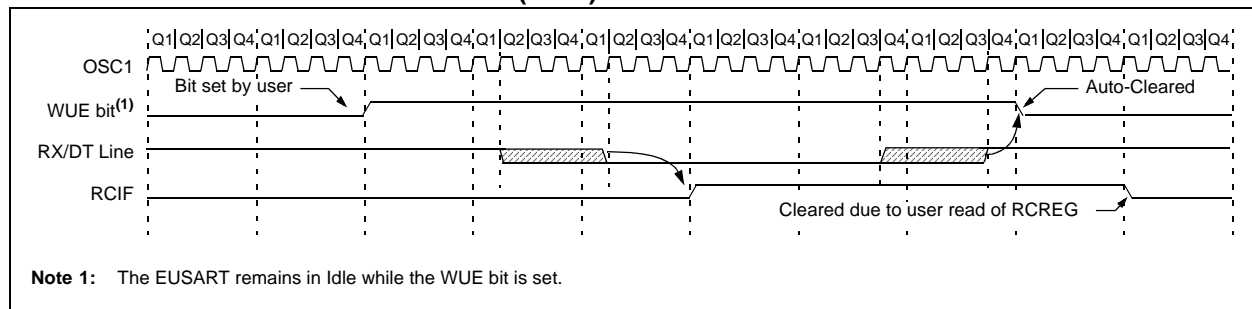 Q1 Q2 Q3 Q4 Q1 Q2 Q3 Q4 Q1 Q2 Q3 Q4 Q1 Q2 Q3 Q4 Q1 Q2 Q3 Q4 Q1 Q2 Q3 Q4 Q1 Q2 Q3 Q4 Q1 Q2 Q3 Q4 Q1 Q2 Q3 Q4 Q1 Q2 Q3 Q4
OSC1
Bit set by user
Auto-Cleared
WUE bit(1)
RX/DT Line
RCIF
Cleared due to user read of RCREG
Note 1: The EUSART remains in Idle while the WUE bit is set.